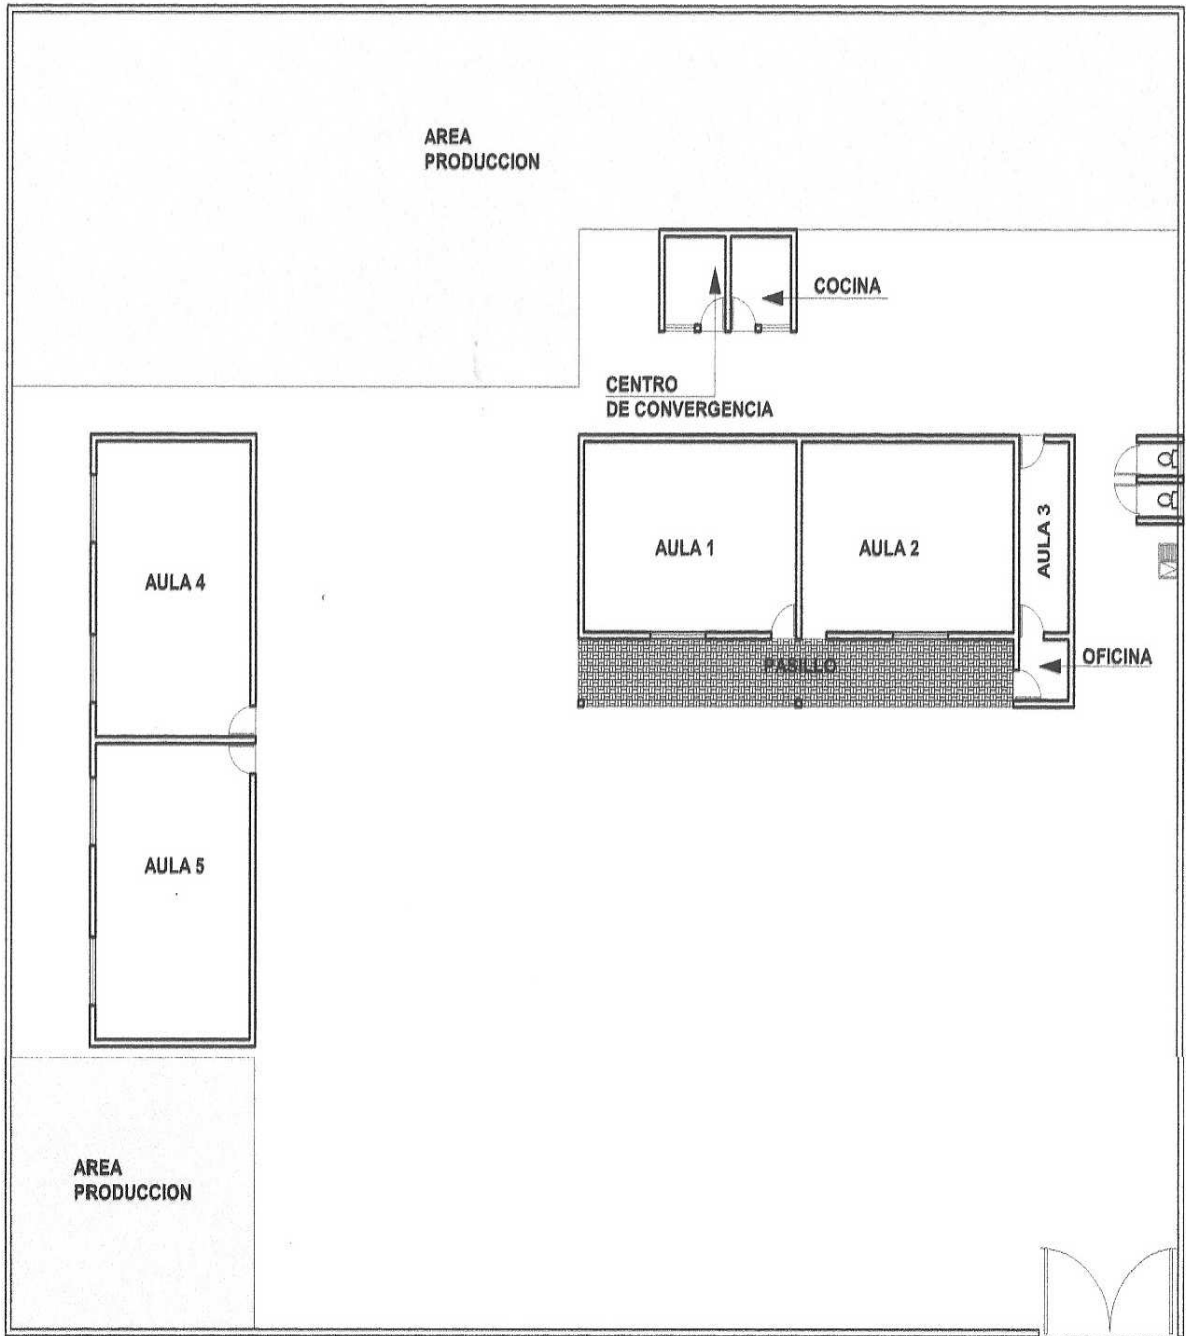 AREA
PRODUCCION
COCINA
CENTRO
DE CONVERGENCIA
AULA 1
AULA 2
AULA 3
AULA 4
PASILLO
OFICINA
AULA 5
AREA
PRODUCCION